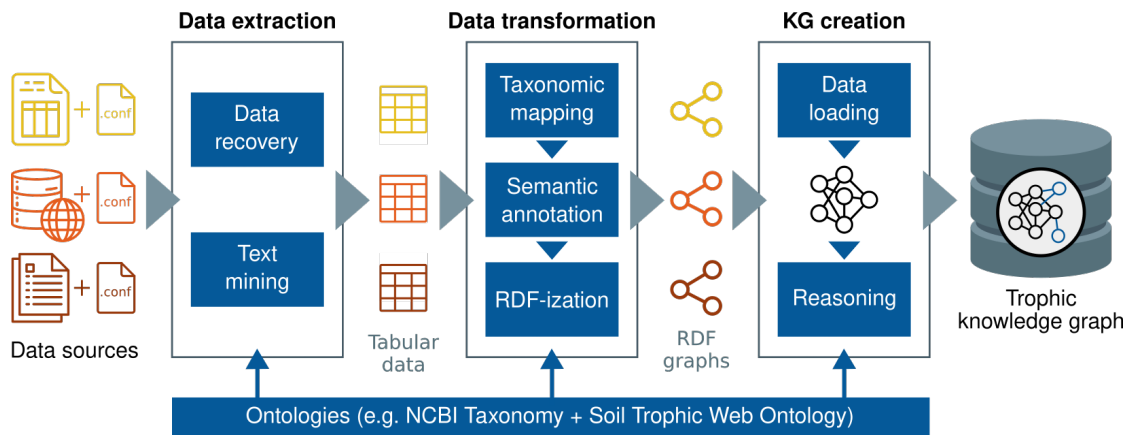 Data extraction
Data transformation
KG creation
.conf
.conf
.conf
Data sources
Data
recovery
Text
mining
Tabular
data
Taxonomic
mapping
Semantic
annotation
RDF-ization
RDF
graphs
Data
loading
Reasoning
Trophic
knowledge graph
Ontologies (e.g. NCBI Taxonomy + Soil Trophic Web Ontology)